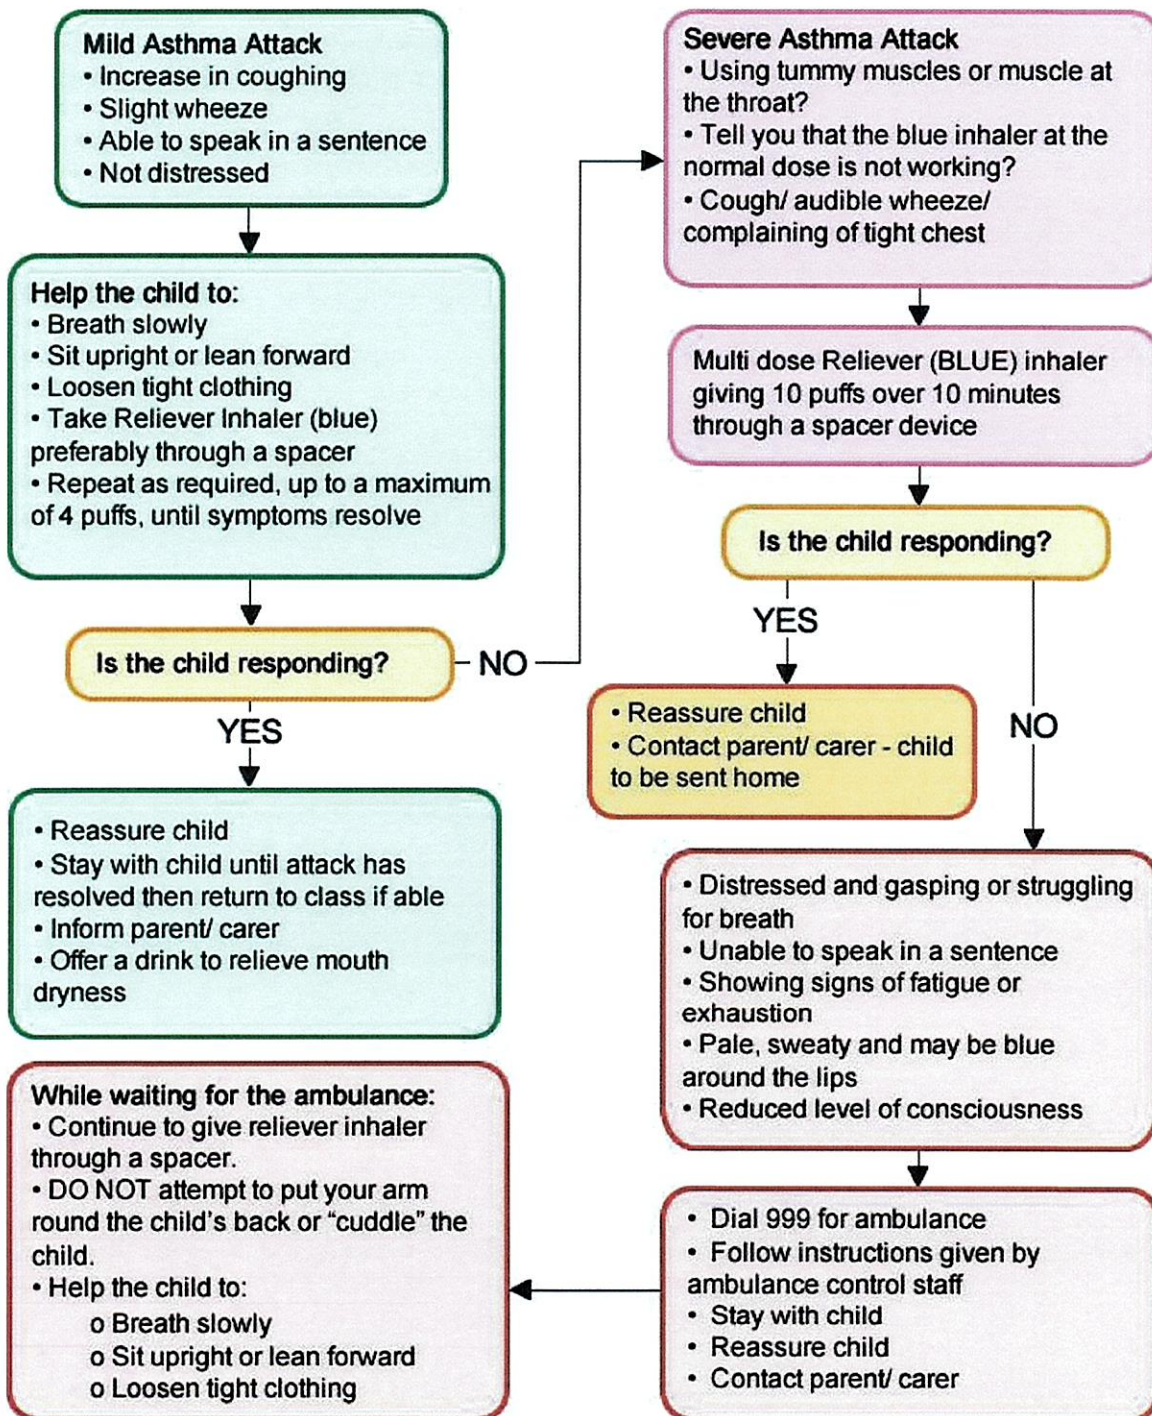 Mild Asthma Attack
• Increase in coughing
• Slight wheeze
• Able to speak in a sentence
• Not distressed
Help the child to:
• Breath slowly
• Sit upright or lean forward
• Loosen tight clothing
• Take Reliever Inhaler (blue)
preferably through a spacer
• Repeat as required, up to a maximum
of 4 puffs, until symptoms resolve
Is the child responding?
NO
YES
• Reassure child
• Stay with child until attack has
resolved then return to class if able
• Inform parent/ carer
• Offer a drink to relieve mouth
dryness
Severe Asthma Attack
• Using tummy muscles or muscle at
the throat?
• Tell you that the blue inhaler at the
normal dose is not working?
• Cough/ audible wheeze/
complaining of tight chest
Multi dose Reliever (BLUE) inhaler
giving 10 puffs over 10 minutes
through a spacer device
Is the child responding?
YES
NO
• Reassure child
• Contact parent/ carer - child
to be sent home
• Distressed and gasping or struggling
for breath
• Unable to speak in a sentence
• Showing signs of fatigue or
exhaustion
• Pale, sweaty and may be blue
around the lips
• Reduced level of consciousness
• Dial 999 for ambulance
• Follow instructions given by
ambulance control staff
• Stay with child
• Reassure child
• Contact parent/ carer
While waiting for the ambulance:
• Continue to give reliever inhaler
through a spacer.
• DO NOT attempt to put your arm
round the child's back or “cuddle” the
child.
• Help the child to:
o Breath slowly
o Sit upright or lean forward
o Loosen tight clothing